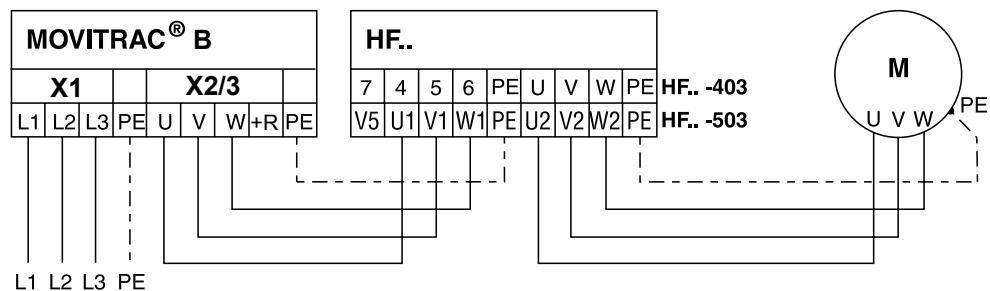 MOVITRAC® B HF.. M
X1 X2/3 7 4 5 6 PE U V W PE HF.. -403 PE
L1 L2 L3 PE U V W +R PE V5 U1 V1 W1 PE U2 V2 W2 PE HF.. -503 U V W
L1 L2 L3 PE